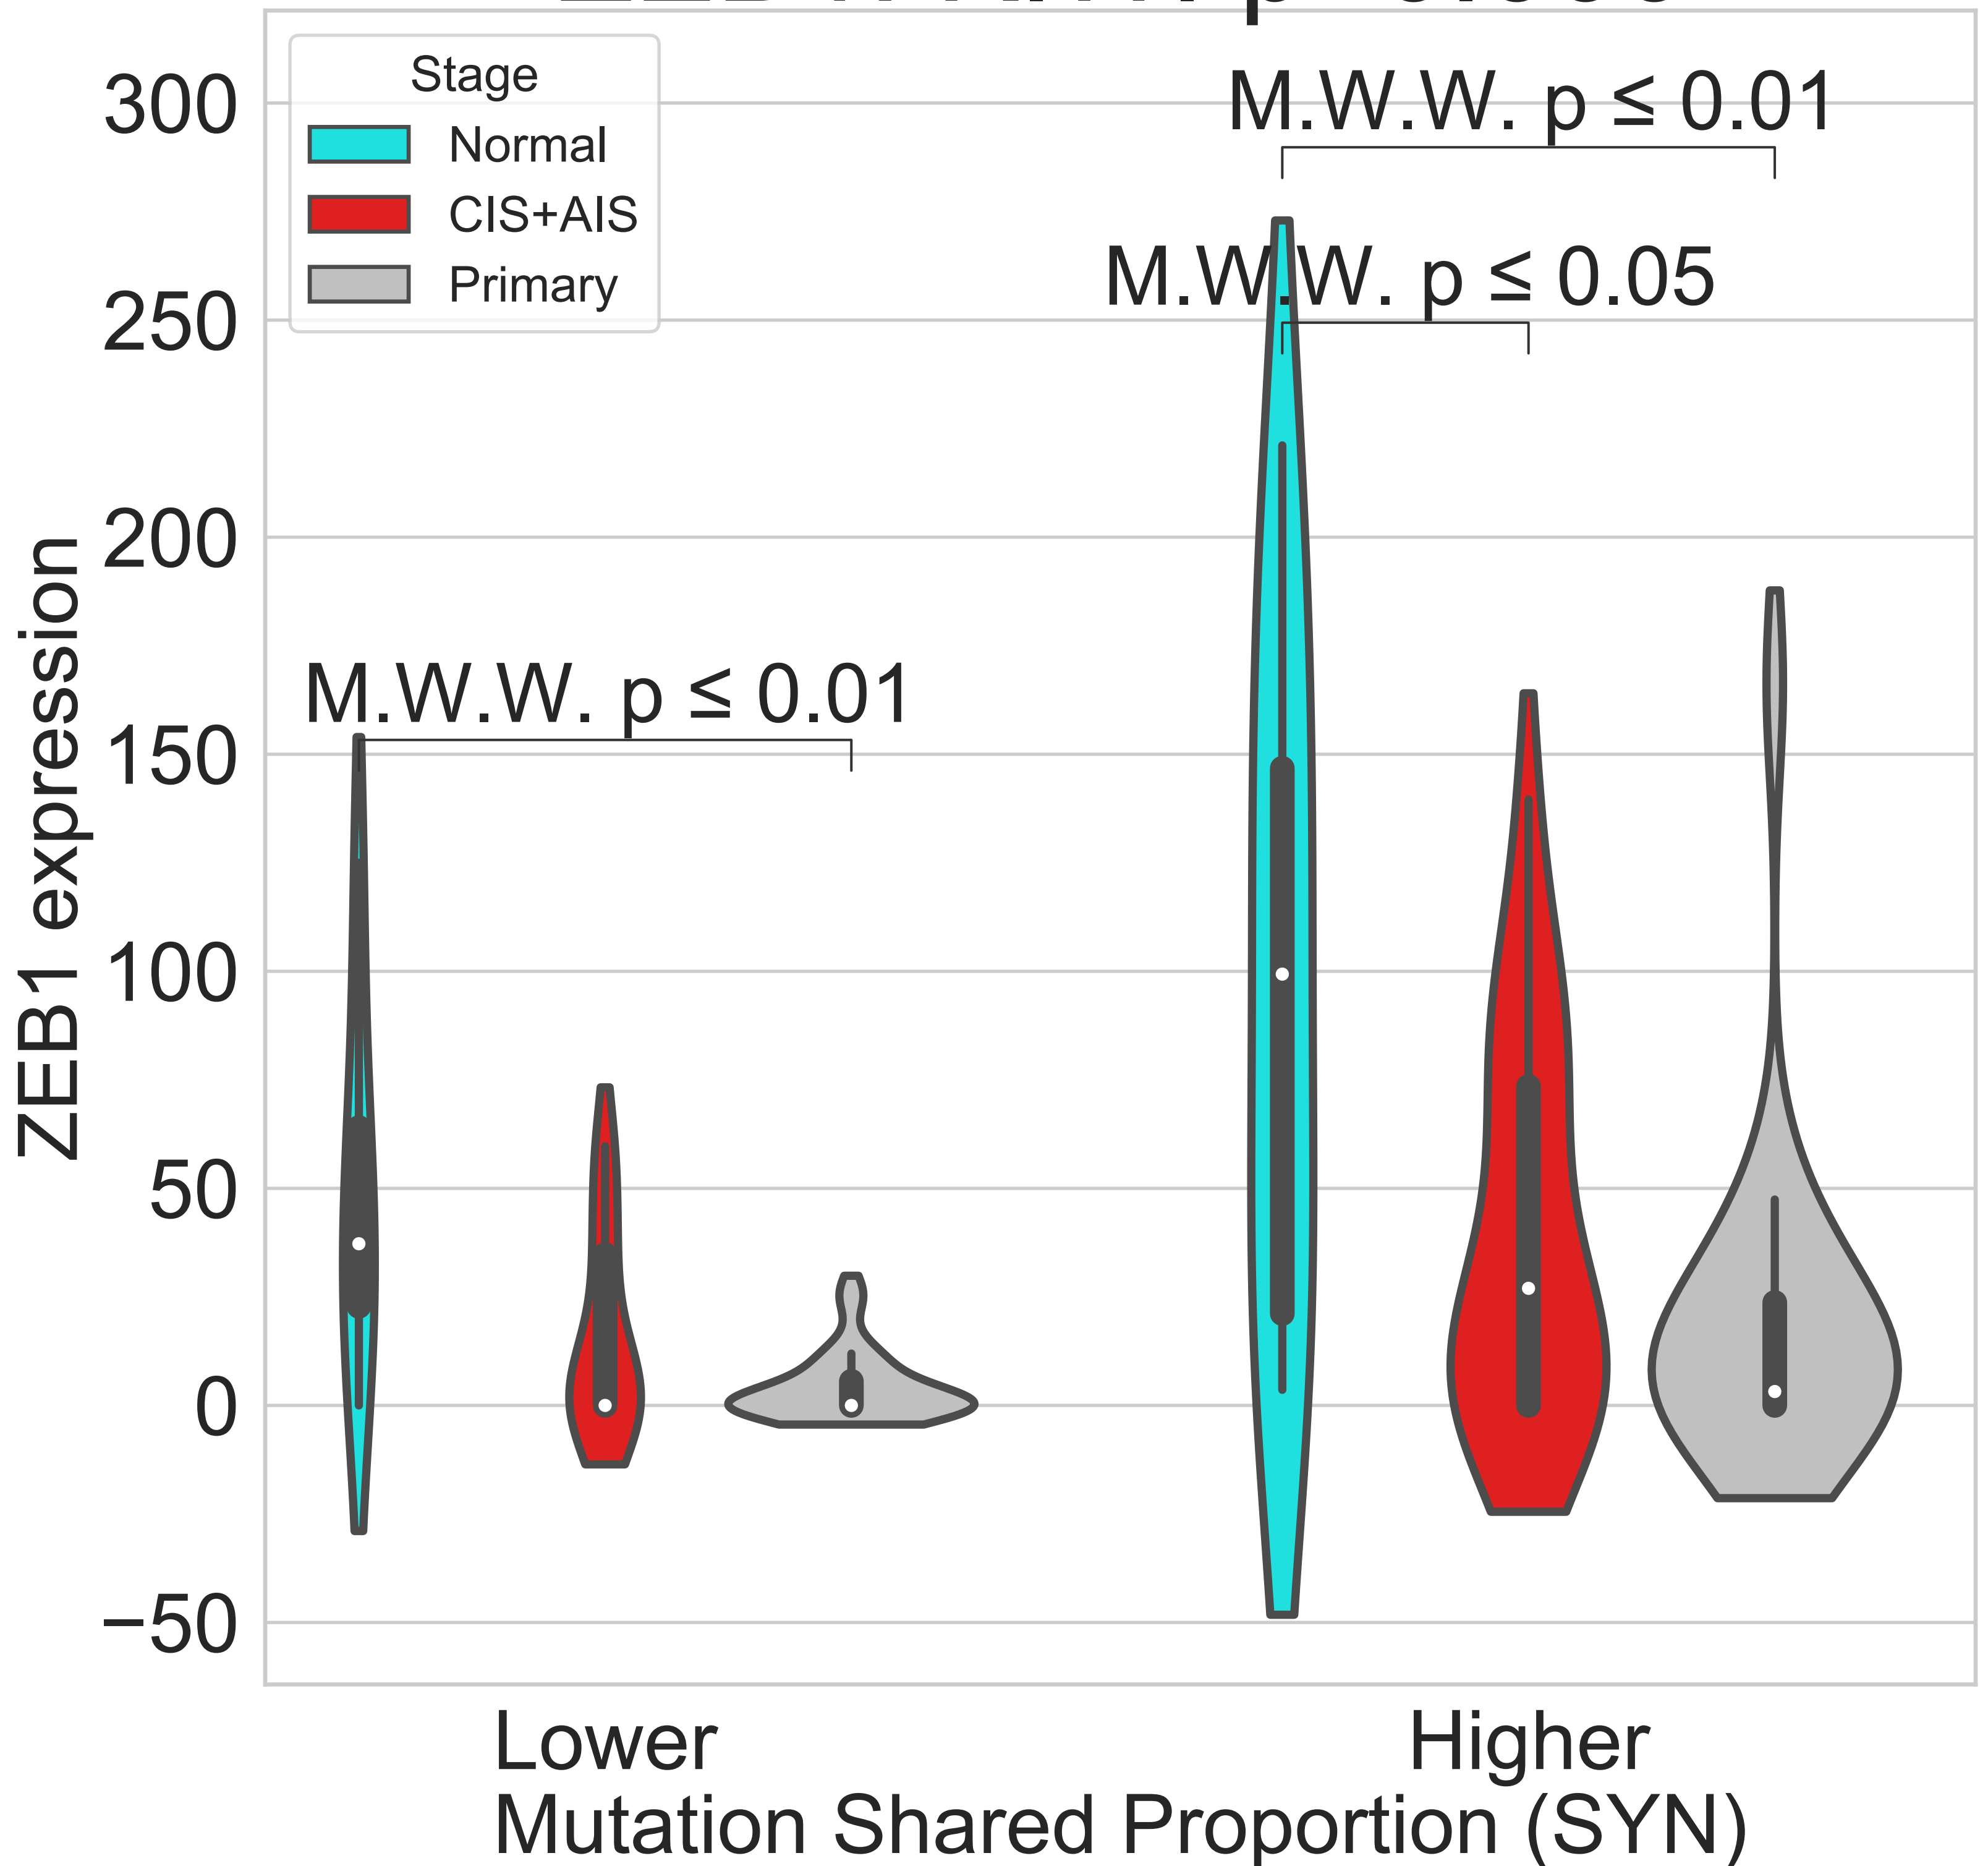 Stage
Normal
CIS+AIS
Primary
M.W.W. p ≤ 0.01
M.W.W. p ≤ 0.05
M.W.W. p ≤ 0.01
300
250
200
150
100
50
0
−50
ZEB1 expression
Lower
Higher
Mutation Shared Proportion (SYN)